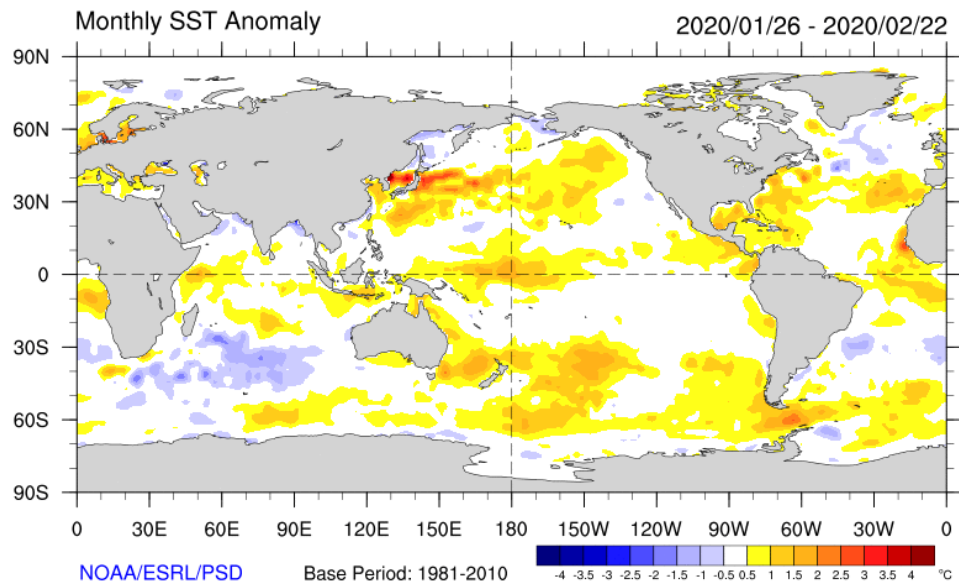 Monthly SST Anomaly 2020/01/26 - 2020/02/22
90N
60N
30N
0
30S
60S
90S
0 30E 60E 90E 120E 150E 180 150W 120W 90W 60W 30W 0
NOAA/ESRL/PSD Base Period: 1981-2010
-4 -3.5 -3 -2.5 -2 -1.5 -1 -0.5 0.5 1 1.5 2 2.5 3 3.5 4 °C